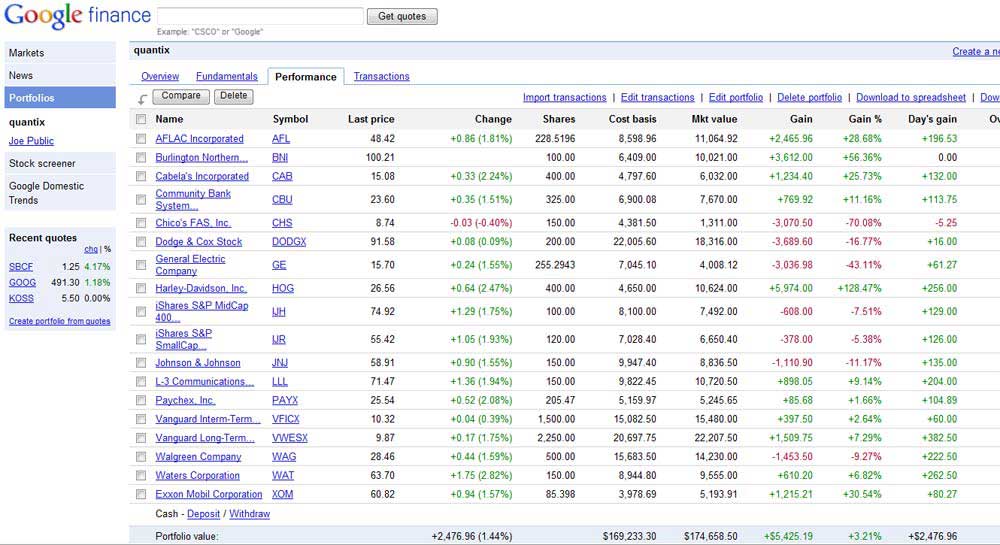 Google finance Get quotes
Example: "CSCO" or "Google"
Markets
News
Portfolios
quantix
Joe Public
Stock screener
Google Domestic
Trends
Recent quotes
chg | %
SBCF 1.25 4.17%
GOOG 491.30 1.18%
KOSS 5.50 0.00%
Create portfolio from quotes
quantix Create a ne
Overview Fundamentals Performance Transactions
Compare Delete Import transactions | Edit transactions | Edit portfolio | Delete portfolio | Download to spreadsheet | Dow
Name Symbol Last price Change Shares Cost basis Mkt value Gain Gain % Day's gain Ov
AFLAC Incorporated AFL 48.42 +0.86 (1.81%) 228.5196 8,598.96 11,064.92 +2,465.96 +28.68% +196.53
Burlington Northern... BNI 100.21 100.00 6,409.00 10,021.00 +3,612.00 +56.36% 0.00
Cabela's Incorporated CAB 15.08 +0.33 (2.24%) 400.00 4,797.60 6,032.00 +1,234.40 +25.73% +132.00
Community Bank
System... CBU 23.60 +0.35 (1.51%) 325.00 6,900.08 7,670.00 +769.92 +11.16% +113.75
Chico's FAS, Inc. CHS 8.74 -0.03 (-0.40%) 150.00 4,381.50 1,311.00 -3,070.50 -70.08% -5.25
Dodge & Cox Stock DODGX 91.58 +0.08 (0.09%) 200.00 22,005.60 18,316.00 -3,689.60 -16.77% +16.00
General Electric
Company GE 15.70 +0.24 (1.55%) 255.2943 7,045.10 4,008.12 -3,036.98 -43.11% +61.27
Harley-Davidson, Inc. HOG 26.56 +0.64 (2.47%) 400.00 4,650.00 10,624.00 +5,974.00 +128.47% +256.00
iShares S&P MidCap
400... IJH 74.92 +1.29 (1.75%) 100.00 8,100.00 7,492.00 -608.00 -7.51% +129.00
iShares S&P
SmallCap... IJR 55.42 +1.05 (1.93%) 120.00 7,028.40 6,650.40 -378.00 -5.38% +126.00
Johnson & Johnson JNJ 58.91 +0.90 (1.55%) 150.00 9,947.40 8,836.50 -1,110.90 -11.17% +135.00
L-3 Communications... LLL 71.47 +1.36 (1.94%) 150.00 9,822.45 10,720.50 +898.05 +9.14% +204.00
Paychex, Inc. PAYX 25.54 +0.52 (2.08%) 205.47 5,159.97 5,245.65 +85.68 +1.66% +104.89
Vanguard Interm-Term... VFICX 10.32 +0.04 (0.39%) 1,500.00 15,082.50 15,480.00 +397.50 +2.64% +60.00
Vanguard Long-Term... VWESX 9.87 +0.17 (1.75%) 2,250.00 20,697.75 22,207.50 +1,509.75 +7.29% +382.50
Walgreen Company WAG 28.46 +0.44 (1.59%) 500.00 15,683.50 14,230.00 -1,453.50 -9.27% +222.50
Waters Corporation WAT 63.70 +1.75 (2.82%) 150.00 8,944.80 9,555.00 +610.20 +6.82% +262.50
Exxon Mobil Corporation XOM 60.82 +0.94 (1.57%) 85.398 3,978.69 5,193.91 +1,215.21 +30.54% +80.27
Cash - Deposit / Withdraw
Portfolio value: +2,476.96 (1.44%) $169,233.30 $174,658.50 +$5,425.19 +3.21% +$2,476.96